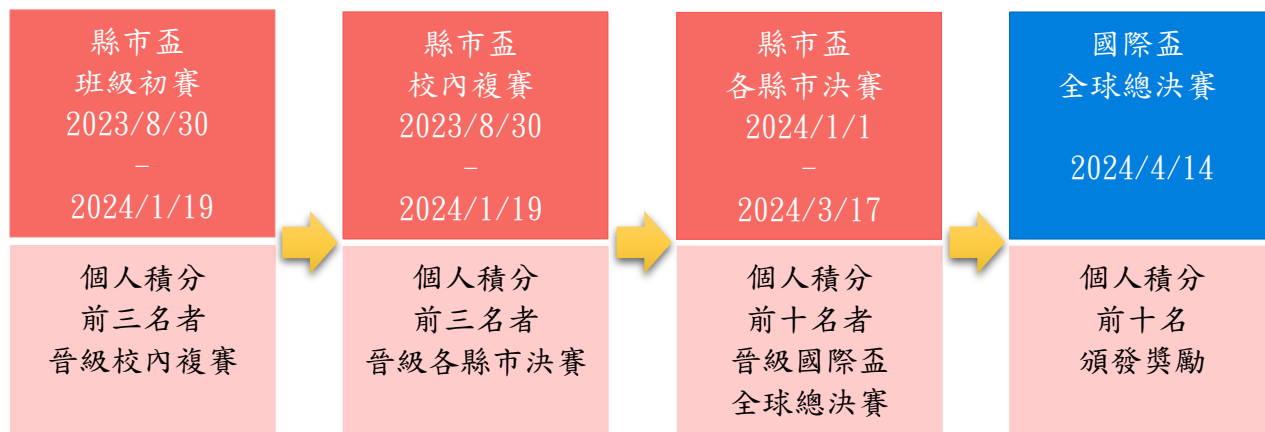 縣市盃
班級初賽
2023/8/30
–
2024/1/19
個人積分
前三名者
晉級校內複賽
縣市盃
校內複賽
2023/8/30
–
2024/1/19
個人積分
前三名者
晉級各縣市決賽
縣市盃
各縣市決賽
2024/1/1
–
2024/3/17
個人積分
前十名者
晉級國際盃
全球總決賽
國際盃
全球總決賽
2024/4/14
個人積分
前十名
頒發獎勵